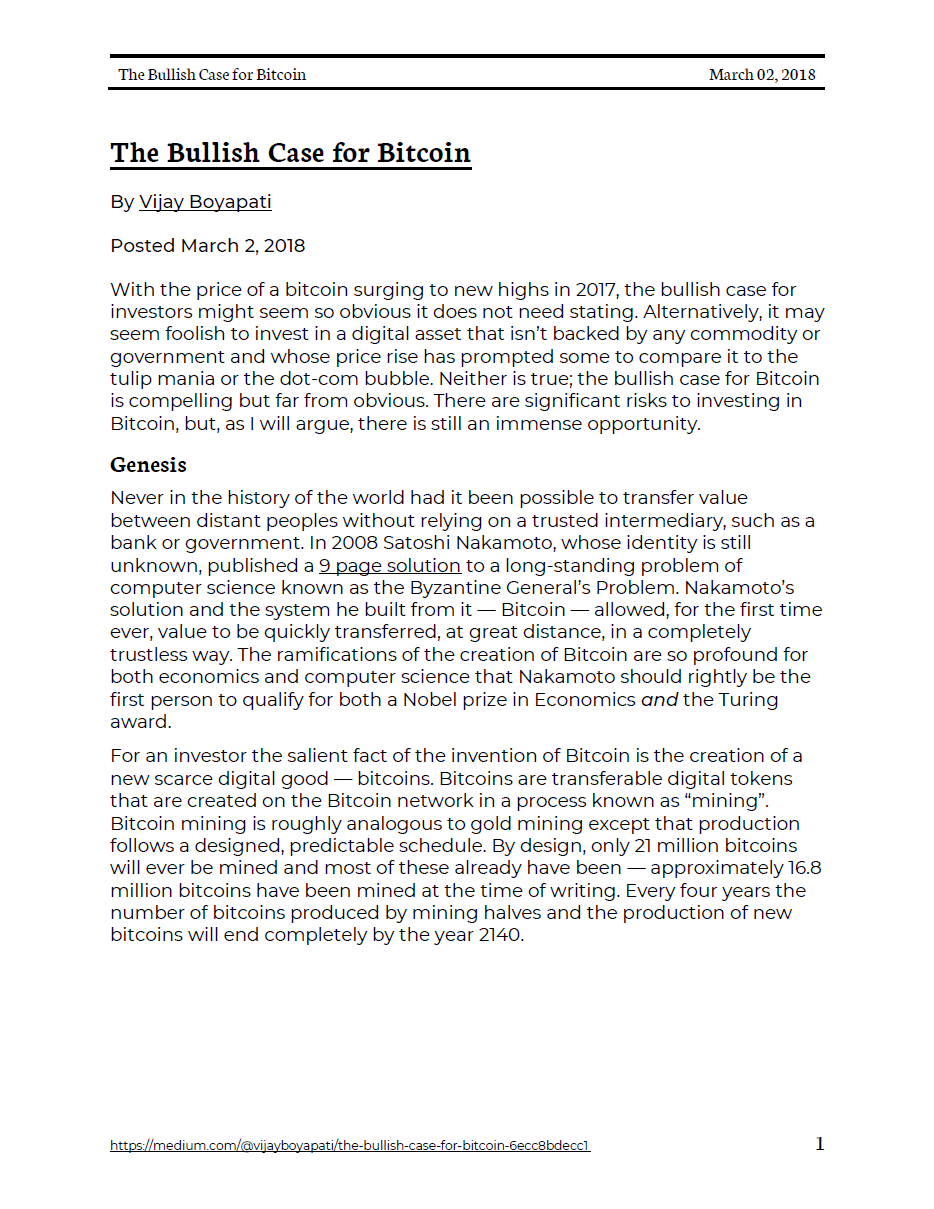 The Bullish Case for Bitcoin March 02, 2018
The Bullish Case for Bitcoin
By Vijay Boyapati
Posted March 2, 2018
With the price of a bitcoin surging to new highs in 2017, the bullish case for
investors might seem so obvious it does not need stating. Alternatively, it may
seem foolish to invest in a digital asset that isn’t backed by any commodity or
government and whose price rise has prompted some to compare it to the
tulip mania or the dot-com bubble. Neither is true; the bullish case for Bitcoin
is compelling but far from obvious. There are significant risks to investing in
Bitcoin, but, as I will argue, there is still an immense opportunity.
Genesis
Never in the history of the world had it been possible to transfer value
between distant peoples without relying on a trusted intermediary, such as a
bank or government. In 2008 Satoshi Nakamoto, whose identity is still
unknown, published a 9 page solution to a long-standing problem of
computer science known as the Byzantine General’s Problem. Nakamoto’s
solution and the system he built from it — Bitcoin — allowed, for the first time
ever, value to be quickly transferred, at great distance, in a completely
trustless way. The ramifications of the creation of Bitcoin are so profound for
both economics and computer science that Nakamoto should rightly be the
first person to qualify for both a Nobel prize in Economics and the Turing
award.
For an investor the salient fact of the invention of Bitcoin is the creation of a
new scarce digital good — bitcoins. Bitcoins are transferable digital tokens
that are created on the Bitcoin network in a process known as “mining”.
Bitcoin mining is roughly analogous to gold mining except that production
follows a designed, predictable schedule. By design, only 21 million bitcoins
will ever be mined and most of these already have been — approximately 16.8
million bitcoins have been mined at the time of writing. Every four years the
number of bitcoins produced by mining halves and the production of new
bitcoins will end completely by the year 2140.
https://medium.com/@vijayboyapati/the-bullish-case-for-bitcoin-6ecc8bdecc1 1